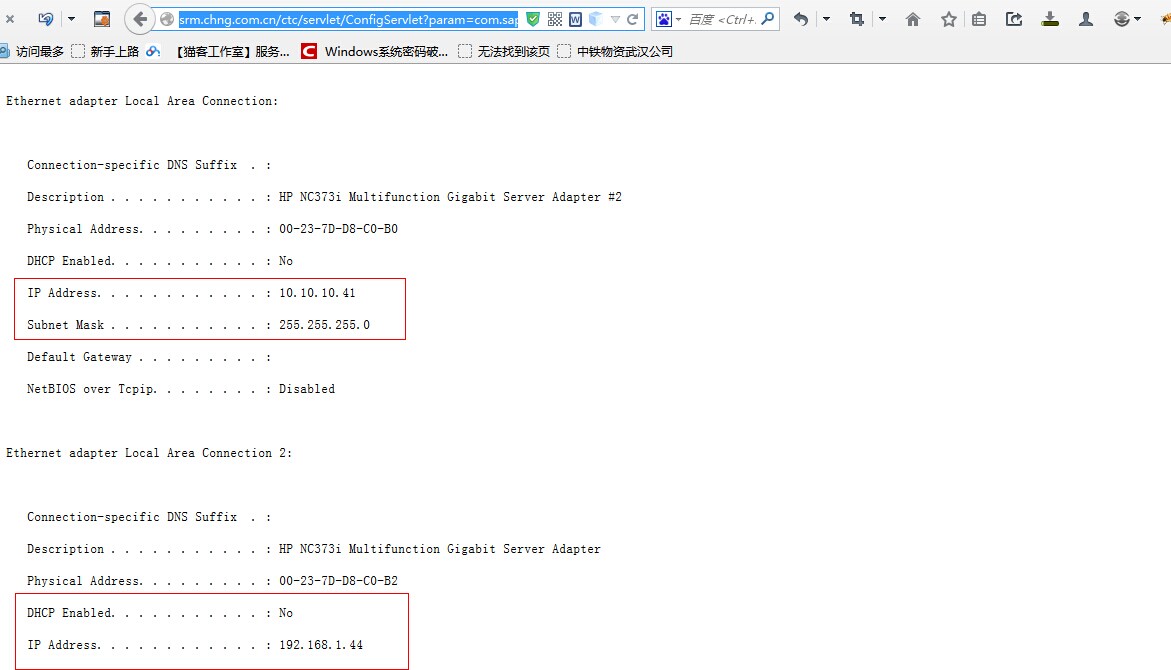 srm.chng.com.cn/ctc/servlet/ConfigServlet?param=com.sap
百度 <Ctrl+.
访问最多 新手上路 【猫客工作室】服务... Windows系统密码破... 无法找到该页 中铁物资武汉公司
Ethernet adapter Local Area Connection:
Connection-specific DNS Suffix . :
Description . . . . . . . . . . . : HP NC373i Multifunction Gigabit Server Adapter #2
Physical Address. . . . . . . . . : 00-23-7D-D8-C0-B0
DHCP Enabled. . . . . . . . . . . : No
IP Address. . . . . . . . . . . . : 10.10.10.41
Subnet Mask . . . . . . . . . . . : 255.255.255.0
Default Gateway . . . . . . . . . :
NetBIOS over Tcpip. . . . . . . . : Disabled
Ethernet adapter Local Area Connection 2:
Connection-specific DNS Suffix . :
Description . . . . . . . . . . . : HP NC373i Multifunction Gigabit Server Adapter
Physical Address. . . . . . . . . : 00-23-7D-D8-C0-B2
DHCP Enabled. . . . . . . . . . . : No
IP Address. . . . . . . . . . . . : 192.168.1.44